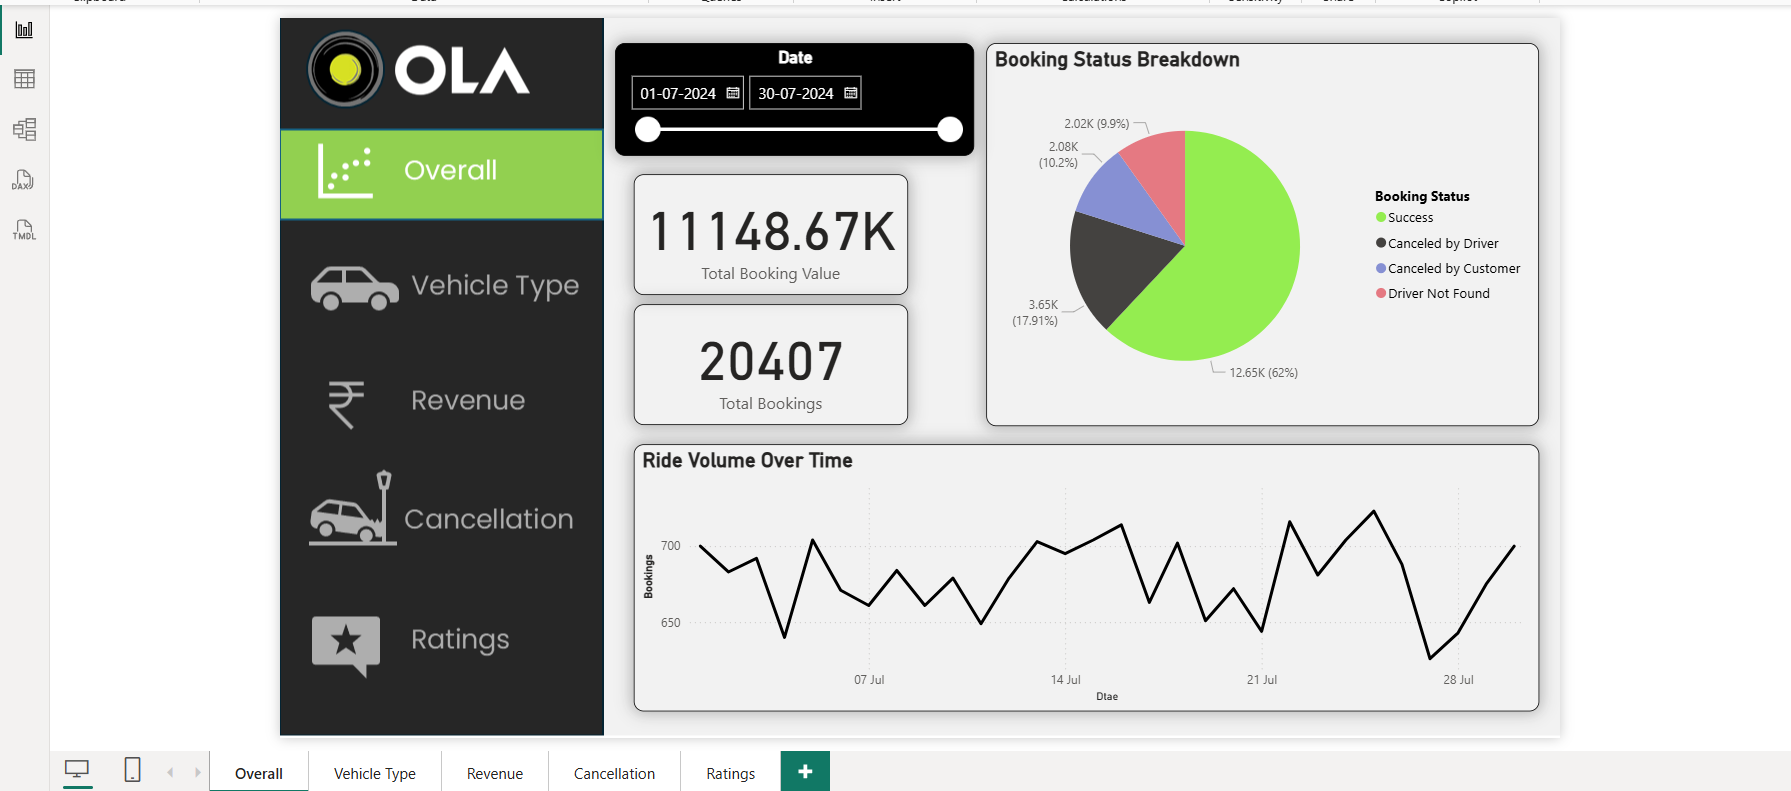 OLA
Overall
Vehicle Type
Revenue
Cancellation
Ratings
Date
01-07-2024
30-07-2024
11148.67K
Total Booking Value
20407
Total Bookings
Booking Status Breakdown
2.02K (9.9%)
2.08K
(10.2%)
3.65K
(17.91%)
12.65K (62%)
Booking Status
Success
Canceled by Driver
Canceled by Customer
Driver Not Found
Ride Volume Over Time
Bookings
700
650
07 Jul
14 Jul
21 Jul
28 Jul
Dtae
DAX
TMDL
Overall
Vehicle Type
Revenue
Cancellation
Ratings